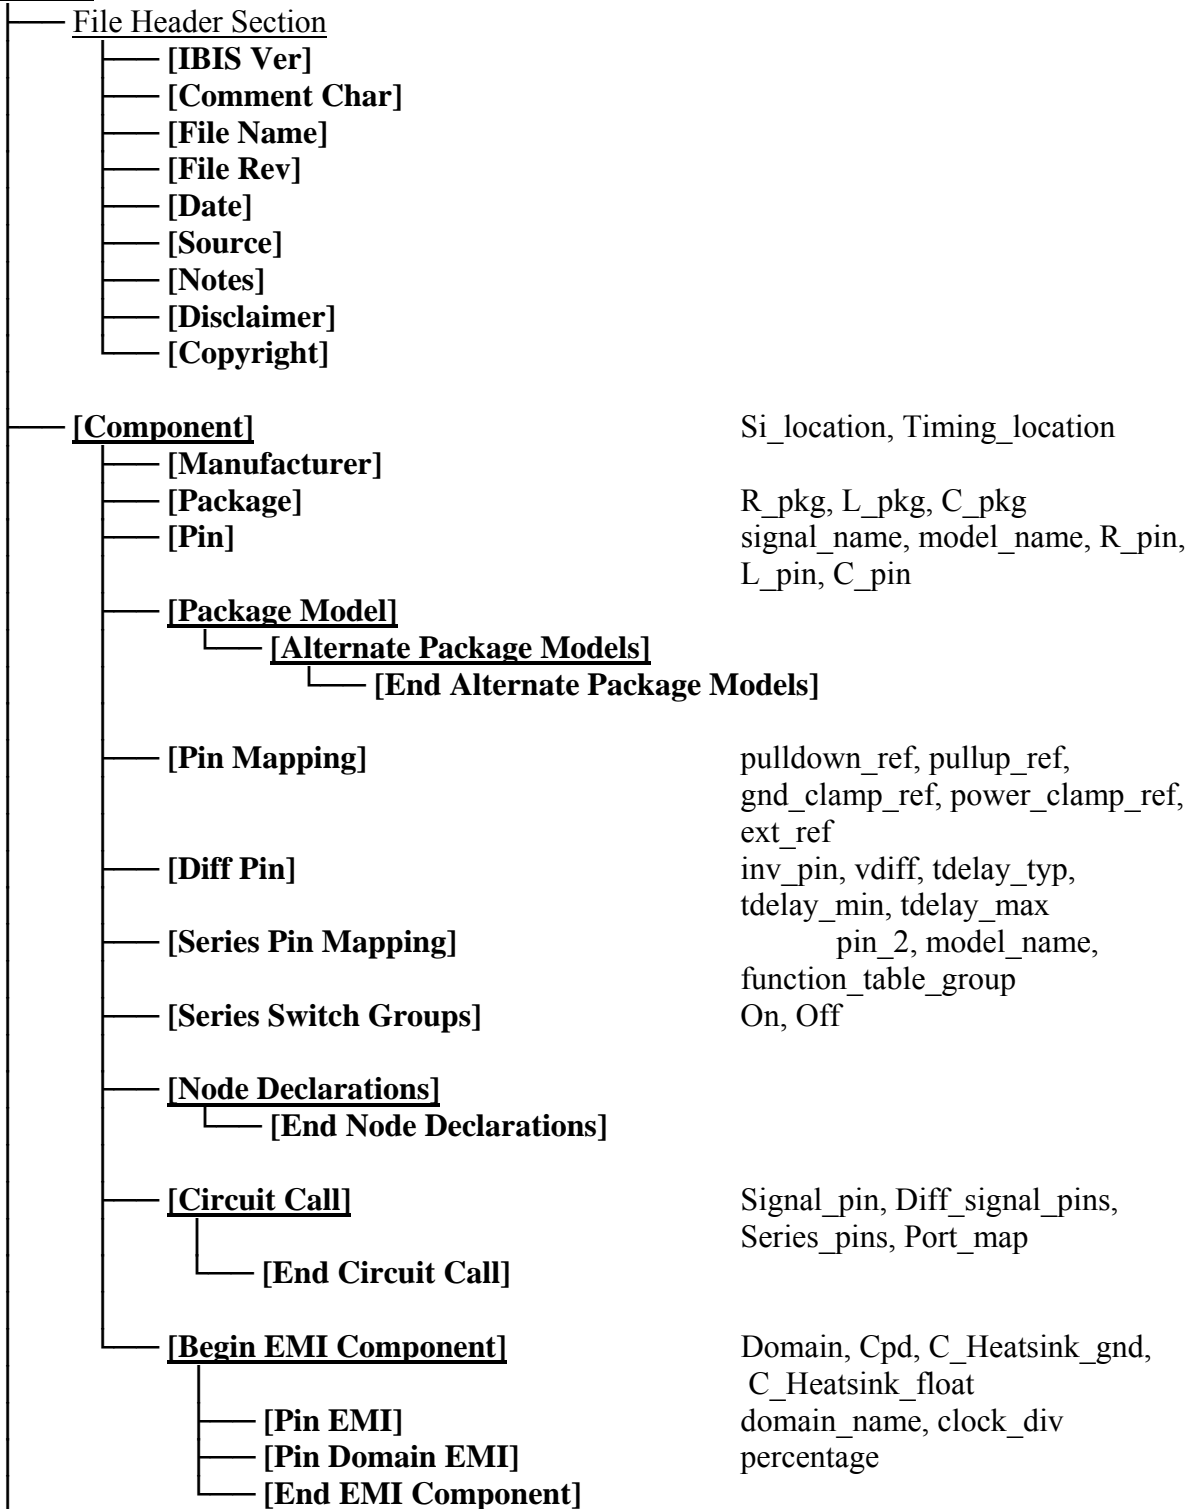 File Header Section
[IBIS Ver]
[Comment Char]
[File Name]
[File Rev]
[Date]
[Source]
[Notes]
[Disclaimer]
[Copyright]
[Component] Si_location, Timing_location
[Manufacturer]
[Package] R_pkg, L_pkg, C_pkg
[Pin] signal_name, model_name, R_pin,
L_pin, C_pin
[Package Model]
[Alternate Package Models]
[End Alternate Package Models]
[Pin Mapping] pulldown_ref, pullup_ref,
gnd_clamp_ref, power_clamp_ref,
ext_ref
[Diff Pin] inv_pin, vdiff, tdelay_typ,
tdelay_min, tdelay_max
[Series Pin Mapping] pin_2, model_name,
function_table_group
[Series Switch Groups] On, Off
[Node Declarations]
[End Node Declarations]
[Circuit Call] Signal_pin, Diff_signal_pins,
Series_pins, Port_map
[End Circuit Call]
[Begin EMI Component] Domain, Cpd, C_Heatsink_gnd,
C_Heatsink_float
[Pin EMI] domain_name, clock_div
[Pin Domain EMI] percentage
[End EMI Component]